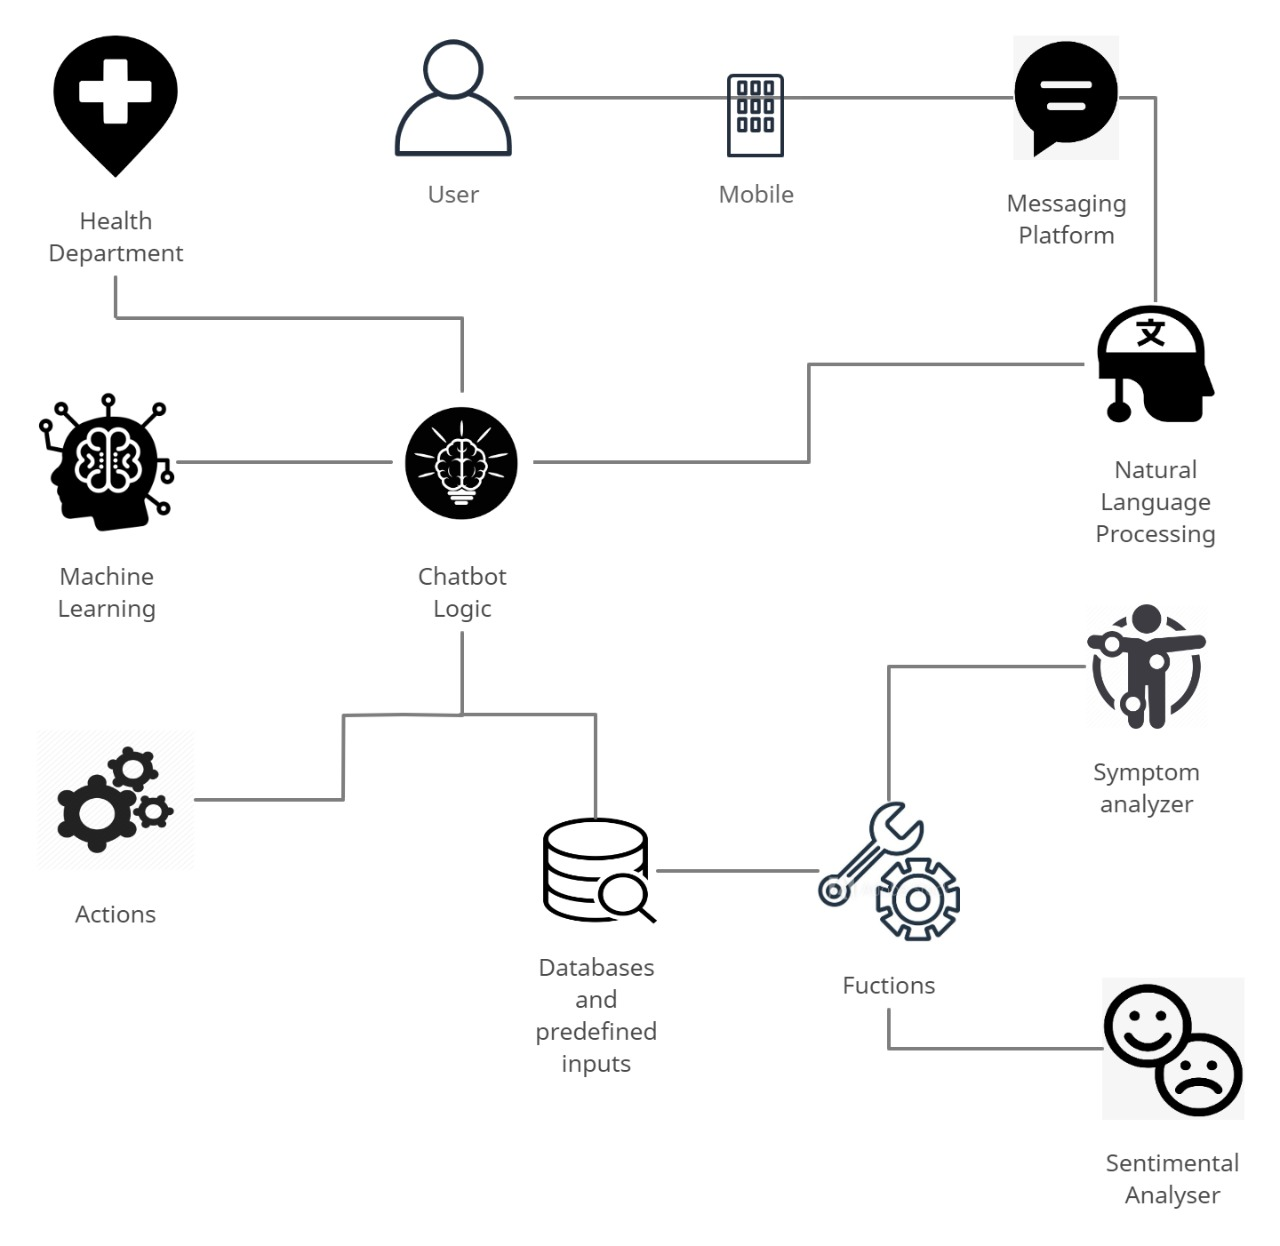 User
Mobile
Messaging
Platform
Health
Department
文
Natural
Language
Processing
Machine
Learning
Chatbot
Logic
Symptom
analyzer
Actions
Databases
and
predefined
inputs
Fuctions
Sentimental
Analyser